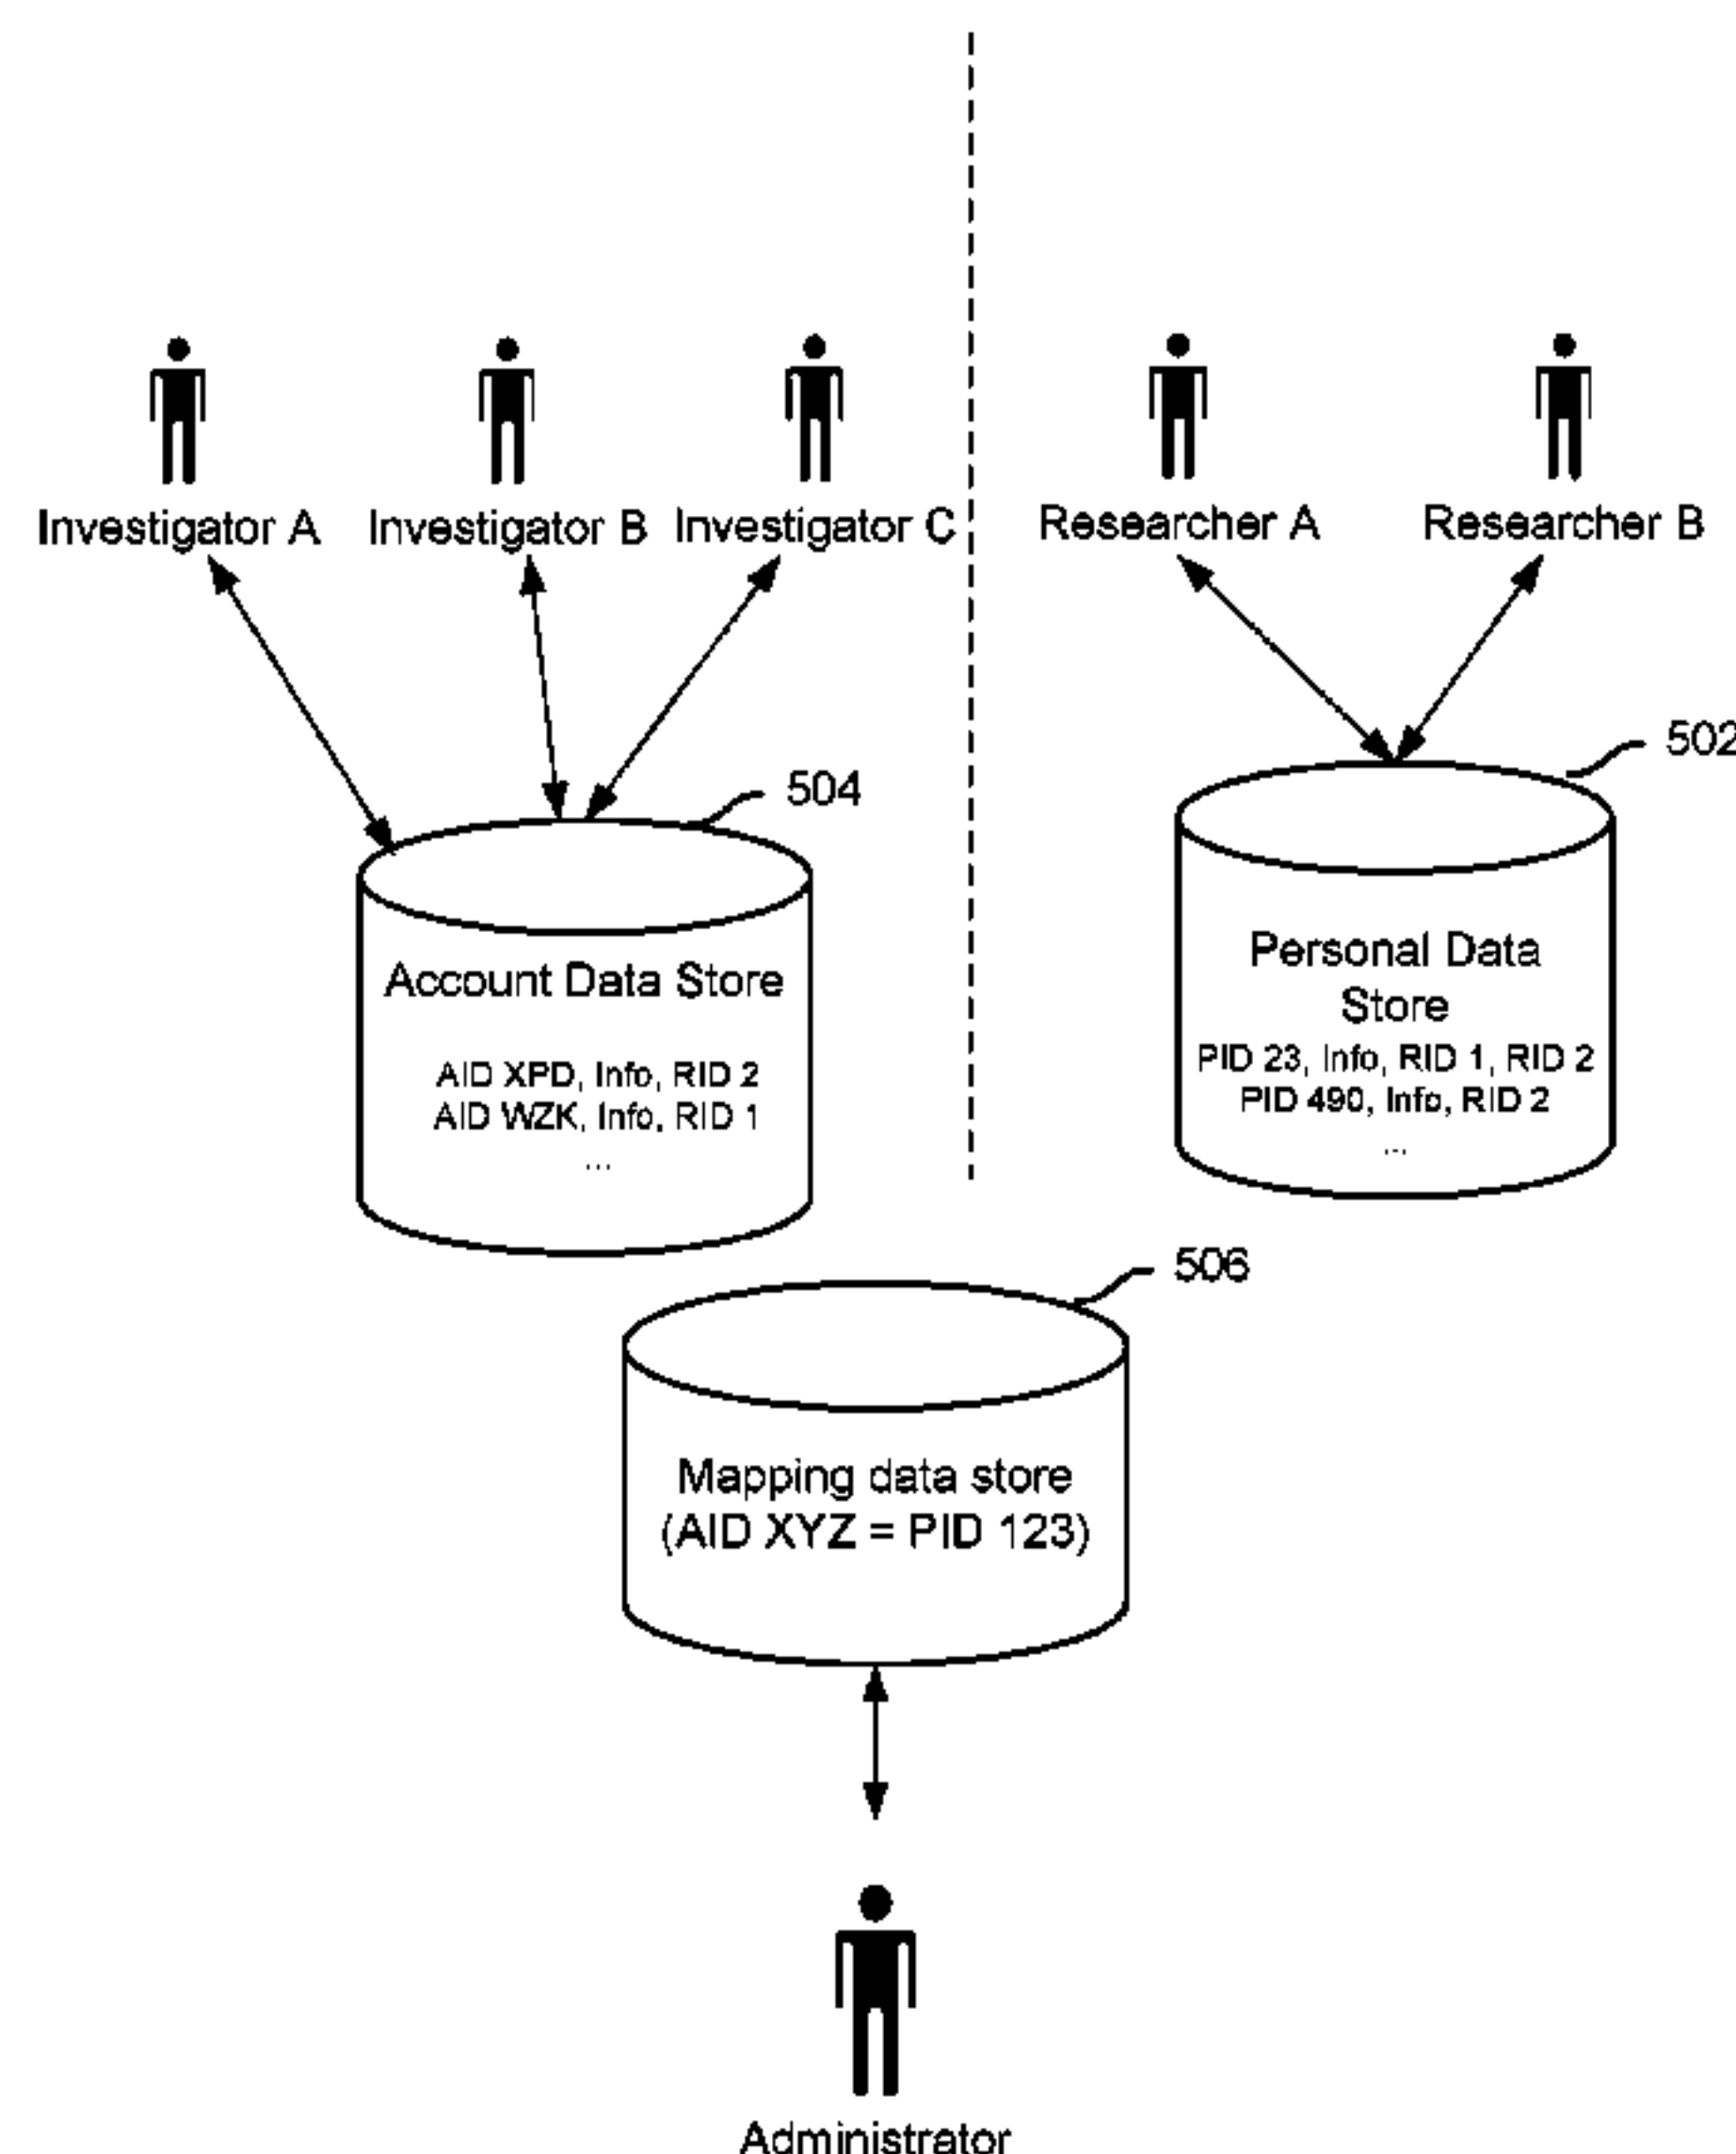 Investigator A
Investigator B
Investigator C
Researcher A
Researcher B
502
504
Account Data Store
AID XPD, Info, RID 2
AID WZK, Info, RID 1
...
Personal Data
Store
PID 23, Info, RID 1, RID 2
PID 490, Info, RID 2
...
506
Mapping data store
(AID XYZ = PID 123)
Administrator